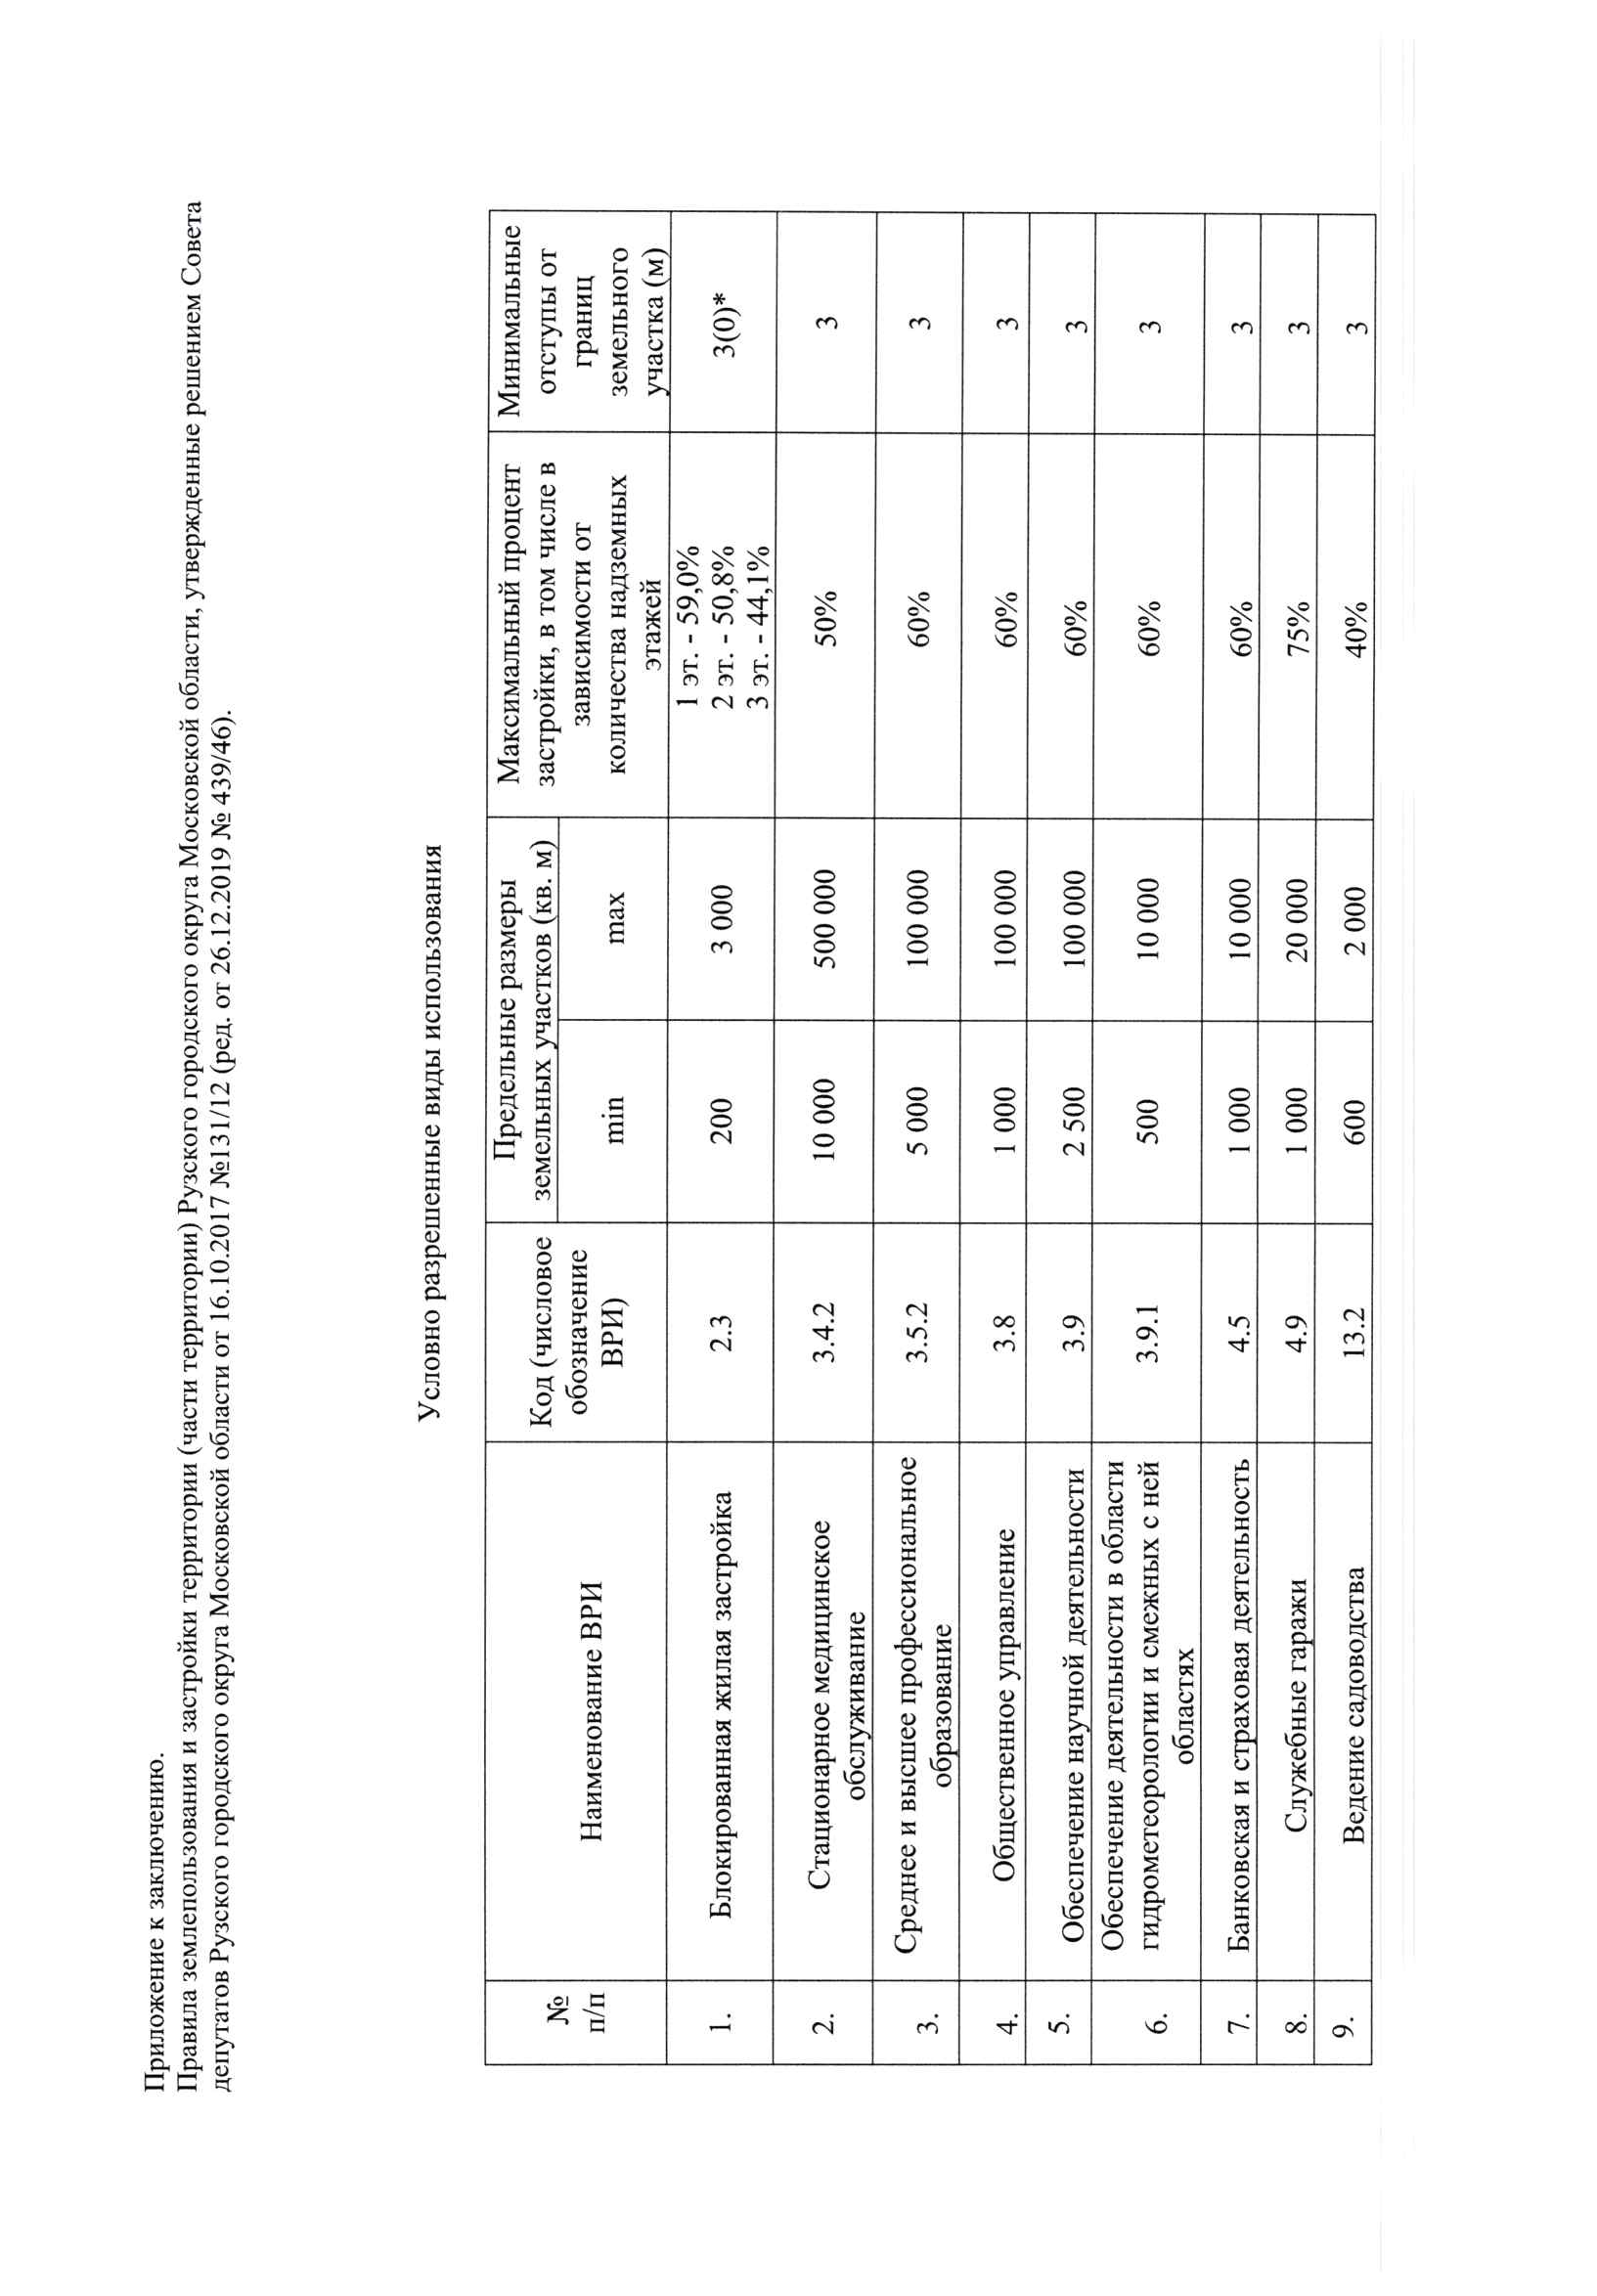 Приложение к заключению.
Правила землепользования и застройки территории (части территории) Рузского городского округа Московской области, утвержденные решением Совета
депутатов Рузского городского округа Московской области от 16.10.2017 №131/12 (ред. от 26.12.2019 № 439/46).
Условно разрешенные виды использования
№
п/п
Наименование ВРИ
Код (числовое
обозначение
ВРИ)
Предельные размеры
земельных участков (кв. м)
min
max
Максимальный процент
застройки, в том числе в
зависимости от
количества надземных
этажей
Минимальные
отступы от
границ
земельного
участка (м)
1.
Блокированная жилая застройка
2.3
200
3 000
1 эт. - 59,0%
2 эт. - 50,8%
3 эт. - 44,1%
3(0)*
2.
Стационарное медицинское
обслуживание
3.4.2
10 000
500 000
50%
3
3.
Среднее и высшее профессиональное
образование
3.5.2
5 000
100 000
60%
3
4.
Общественное управление
3.8
1 000
100 000
60%
3
5.
Обеспечение научной деятельности
3.9
2 500
100 000
60%
3
6.
Обеспечение деятельности в области
гидрометеорологии и смежных с ней
областях
3.9.1
500
10 000
60%
3
7.
Банковская и страховая деятельность
4.5
1 000
10 000
60%
3
8.
Служебные гаражи
4.9
1 000
20 000
75%
3
9.
Ведение садоводства
13.2
600
2 000
40%
3